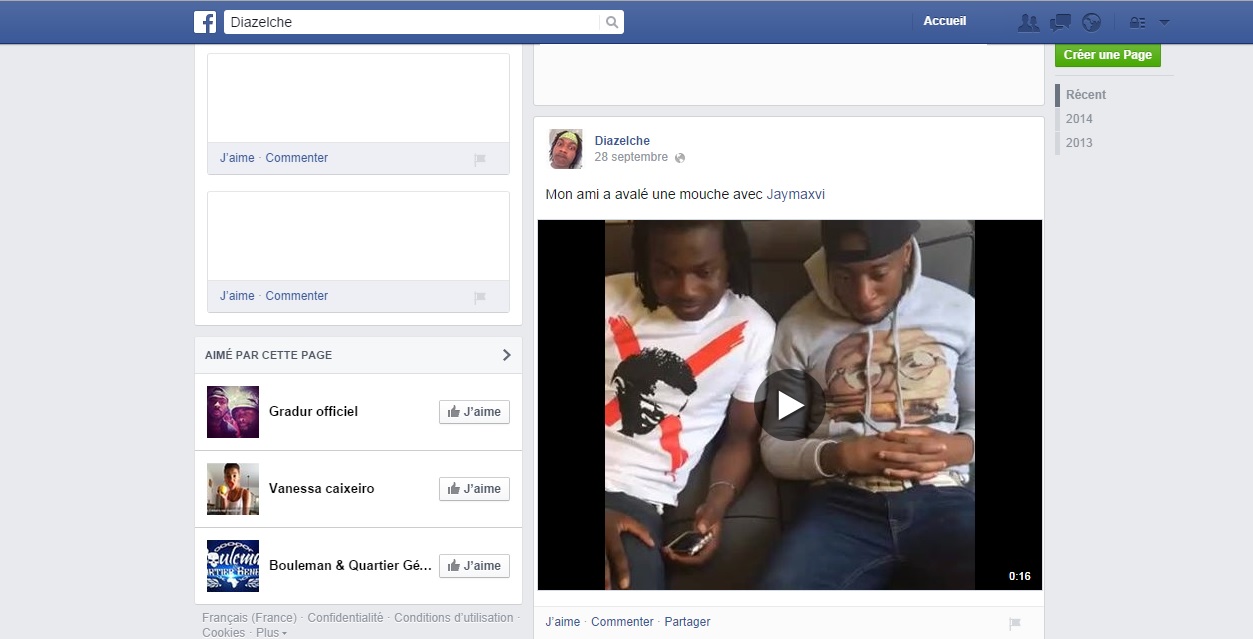 Diazelche
Accueil
J'aime · Commenter
J'aime · Commenter
AIMÉ PAR CETTE PAGE
Gradur officiel
J'aime
Vanessa caixeiro
J'aime
Bouleman & Quartier Gé...
J'aime
Français (France) · Confidentialité · Conditions d'utilisation ·
Cookies · Plus
Diazelche
28 septembre
Mon ami a avalé une mouche avec Jaymaxvi
0:16
J'aime · Commenter · Partager
Créer une Page
Récent
2014
2013